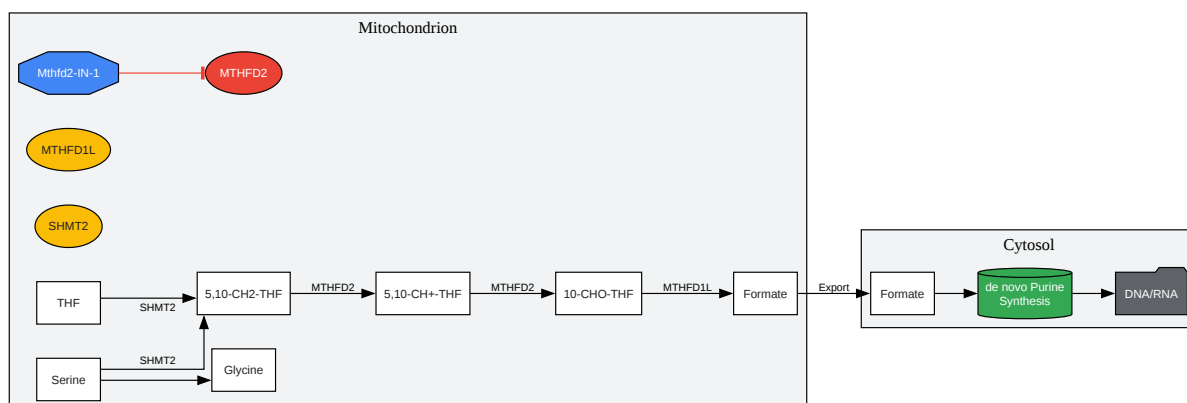 Mitochondrion
Mthfd2-IN-1
MTHFD2
MTHFD1L
SHMT2
THF
SHMT2
5,10-CH2-THF
MTHFD2
5,10-CH+-THF
MTHFD2
10-CHO-THF
MTHFD1L
Formate
Export
Serine
SHMT2
Glycine
Cytosol
Formate
de novo Purine
Synthesis
DNA/RNA